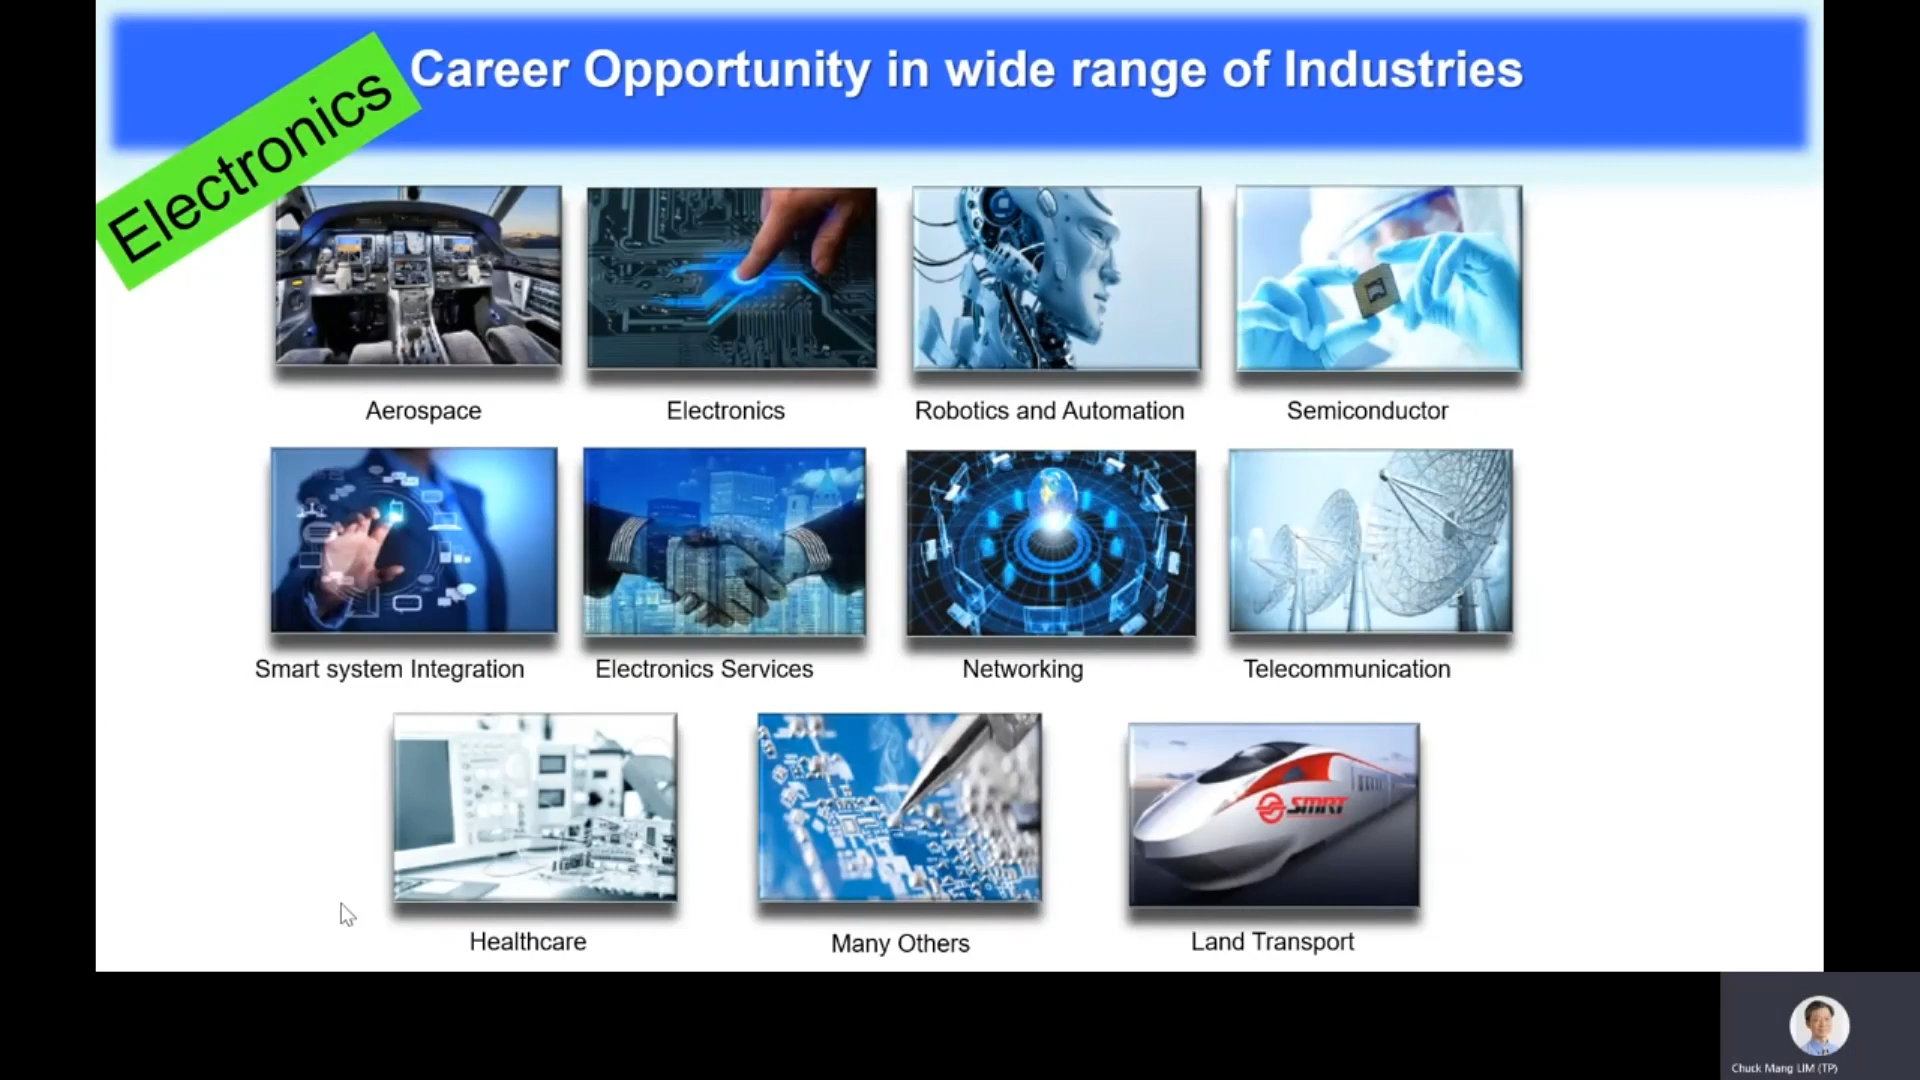 Career Opportunity in wide range of Industries
Electronics
Aerospace
Electronics
Robotics and Automation
Semiconductor
Smart system Integration
Electronics Services
Networking
Telecommunication
SMRT
Healthcare
Many Others
Land Transport
Chuck Mang LIM (TP)